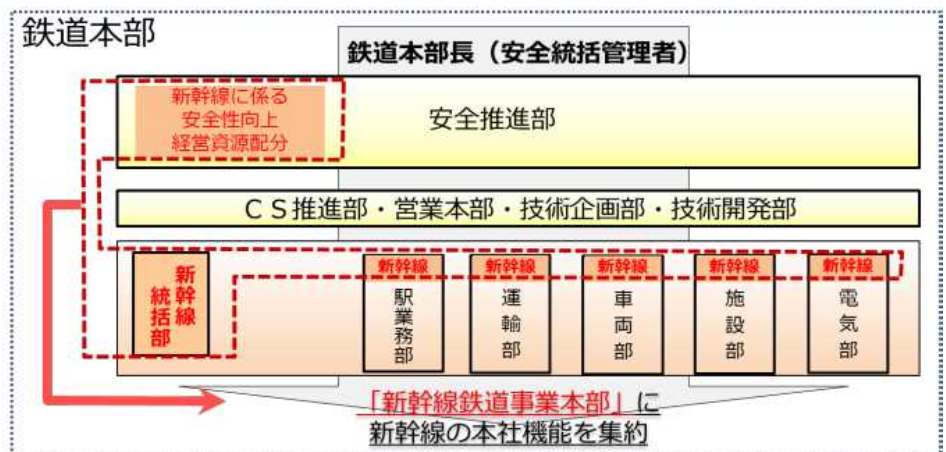 鉄道本部
鉄道本部長（安全統括管理者）
新幹線に係る
安全性向上
経営資源配分
安全推進部
ＣＳ推進部・営業本部・技術企画部・技術開発部
新幹線
統括部
新幹線
駅業務部
新幹線
運輸部
新幹線
車両部
新幹線
施設部
新幹線
電気部
「新幹線鉄道事業本部」に
新幹線の本社機能を集約